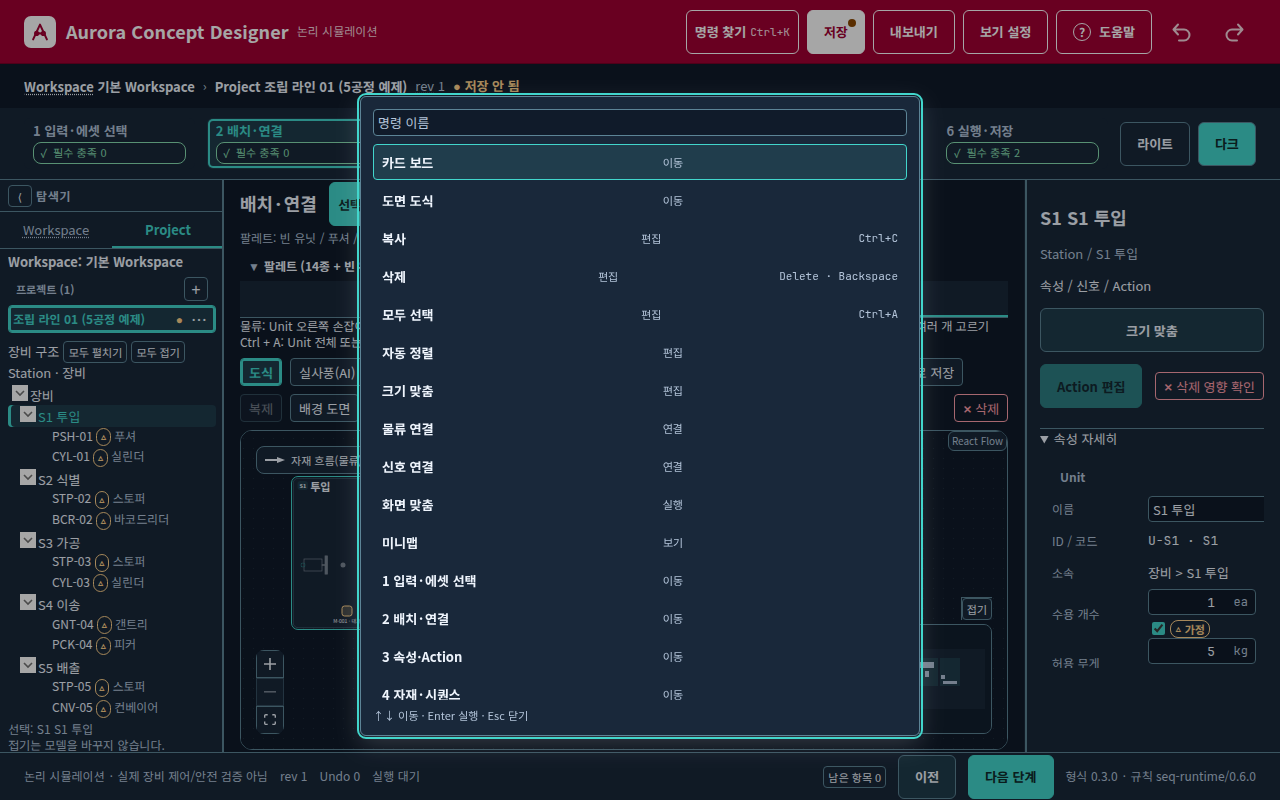 Aurora Concept Designer 논리 시뮬레이션
명령 찾기 Ctrl+K
저장
내보내기
보기 설정
? 도움말
Workspace 기본 Workspace › Project 조립 라인 01 (5공정 예제) rev 1 ● 저장 안 됨
1 입력·에셋 선택
✓ 필수 충족 0
2 배치·연결
✓ 필수 충족 0
6 실행·저장
✓ 필수 충족 2
라이트
다크
탐색기
Workspace
Project
Workspace: 기본 Workspace
프로젝트 (1)
+
조립 라인 01 (5공정 예제) ● ···
장비 구조 모두 펼치기 모두 접기
Station · 장비
장비
S1 투입
PSH-01 푸셔
CYL-01 실린더
S2 식별
STP-02 스토퍼
BCR-02 바코드리더
S3 가공
STP-03 스토퍼
CYL-03 실린더
S4 이송
GNT-04 갠트리
PCK-04 피커
S5 배출
STP-05 스토퍼
CNV-05 컨베이어
선택: S1 S1 투입
접기는 모델을 바꾸지 않습니다.
배치·연결
팔레트: 빈 유닛 / 푸셔 /
▼ 팔레트 (14종 + 빈
물류: Unit 오른쪽 손잡이
여러 개 고르기
Ctrl + A: Unit 전체 또는
도식
실사풍(AI)
저장
복제
배경 도면
× 삭제
React Flow
자재 흐름(물류
S1 투입
접기
명령 이름
카드 보드 이동
도면 도식 이동
복사 편집 Ctrl+C
삭제 편집 Delete · Backspace
모두 선택 편집 Ctrl+A
자동 정렬 편집
크기 맞춤 편집
물류 연결 연결
신호 연결 연결
화면 맞춤 실행
미니맵 보기
1 입력·에셋 선택 이동
2 배치·연결 이동
3 속성·Action 이동
4 자재·시퀀스 이동
↑↓ 이동 · Enter 실행 · Esc 닫기
S1 S1 투입
Station / S1 투입
속성 / 신호 / Action
크기 맞춤
Action 편집
× 삭제 영향 확인
▼ 속성 자세히
Unit
이름 S1 투입
ID / 코드 U-S1 · S1
소속 장비 > S1 투입
수용 개수 1 ea
가정
허용 무게 5 kg
논리 시뮬레이션 · 실제 장비 제어/안전 검증 아님 rev 1 Undo 0 실행 대기
남은 항목 0
이전
다음 단계
형식 0.3.0 · 규칙 seq-runtime/0.6.0